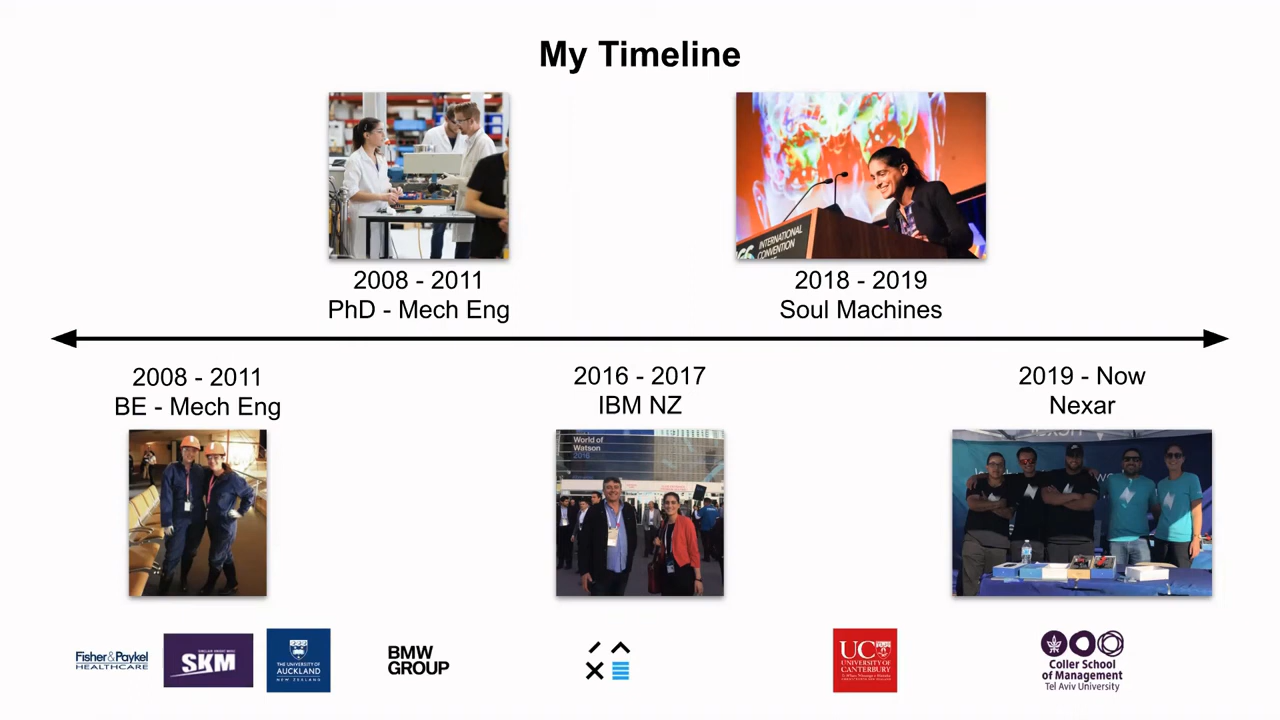 My Timeline
INTERNATIONAL
CONVENTION
2008 - 2011
PhD - Mech Eng
2018 - 2019
Soul Machines
2008 - 2011
BE - Mech Eng
2016 - 2017
IBM NZ
2019 - Now
Nexar
World of
Watson
2016
Fisher & Paykel
HEALTHCARE
SKM
THE UNIVERSITY OF
AUCKLAND
NEW ZEALAND
BMW
GROUP
UC
UNIVERSITY OF
CANTERBURY
Coller School
of Management
Tel Aviv University